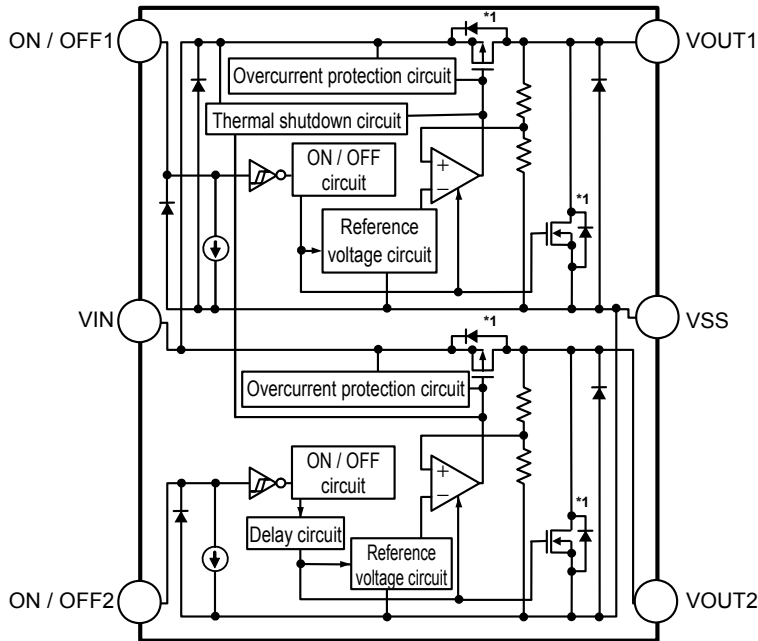 ON / OFF1
*1
VOUT1
Overcurrent protection circuit
Thermal shutdown circuit
ON / OFF
circuit
+
−
Reference
voltage circuit
*1
VIN
VSS
*1
Overcurrent protection circuit
ON / OFF
circuit
+
−
*1
Delay circuit
Reference
voltage circuit
ON / OFF2
VOUT2